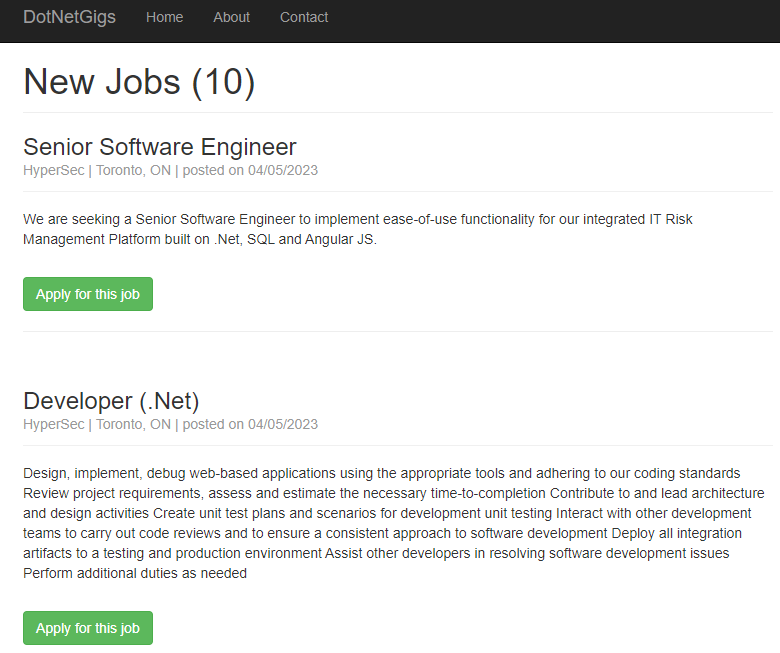 DotNetGigs Home About Contact
New Jobs (10)
Senior Software Engineer
HyperSec | Toronto, ON | posted on 04/05/2023
We are seeking a Senior Software Engineer to implement ease-of-use functionality for our integrated IT Risk
Management Platform built on .Net, SQL and Angular JS.
Apply for this job
Developer (.Net)
HyperSec | Toronto, ON | posted on 04/05/2023
Design, implement, debug web-based applications using the appropriate tools and adhering to our coding standards
Review project requirements, assess and estimate the necessary time-to-completion Contribute to and lead architecture
and design activities Create unit test plans and scenarios for development unit testing Interact with other development
teams to carry out code reviews and to ensure a consistent approach to software development Deploy all integration
artifacts to a testing and production environment Assist other developers in resolving software development issues
Perform additional duties as needed
Apply for this job